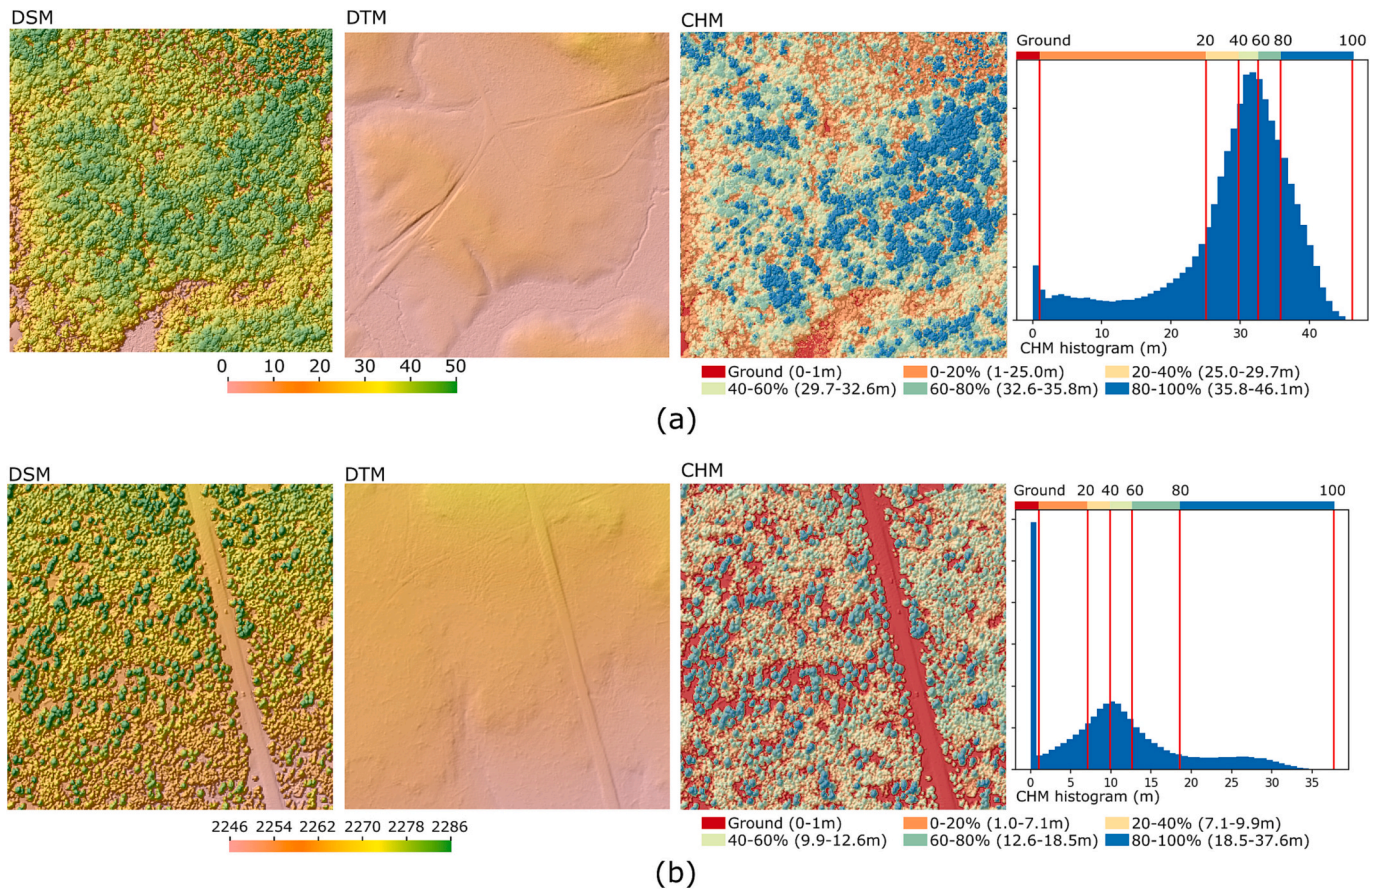 DSM
DTM
CHM
Ground 20 40 60 80 100
0 10 20 30 40
CHM histogram (m)
0 10 20 30 40 50
Ground (0-1m) 0-20% (1-25.0m) 20-40% (25.0-29.7m)
40-60% (29.7-32.6m) 60-80% (32.6-35.8m) 80-100% (35.8-46.1m)
(a)
DSM
DTM
CHM
Ground 20 40 60 80 100
0 5 10 15 20 25 30 35
CHM histogram (m)
2246 2254 2262 2270 2278 2286
Ground (0-1m) 0-20% (1.0-7.1m) 20-40% (7.1-9.9m)
40-60% (9.9-12.6m) 60-80% (12.6-18.5m) 80-100% (18.5-37.6m)
(b)